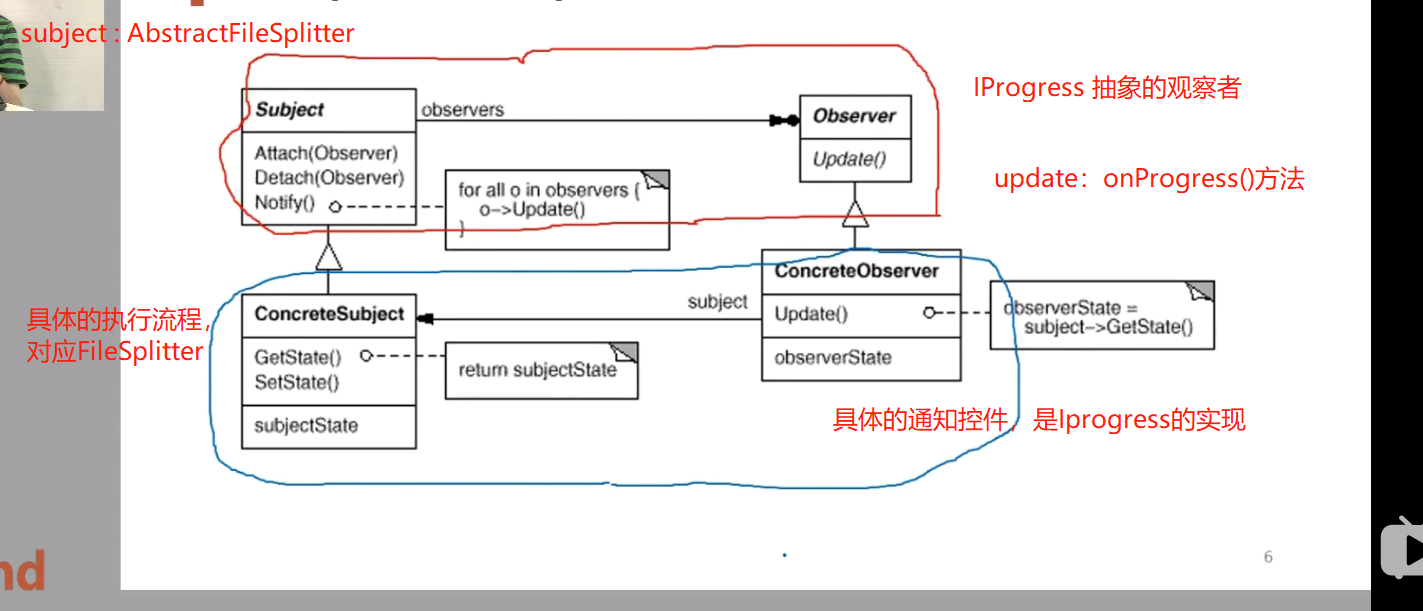 subject : AbstractFileSplitter
IProgress 抽象的观察者
Subject
observers
Observer
Attach(Observer)
Detach(Observer)
Notify()
for all o in observers {
o->Update()
}
Update()
update：onProgress()方法
具体的执行流程，
对应FileSplitter
ConcreteSubject
GetState()
SetState()
subjectState
return subjectState
subject
ConcreteObserver
Update()
observerState
observerState =
subject->GetState()
具体的通知控件，是Iprogress的实现
6
nd